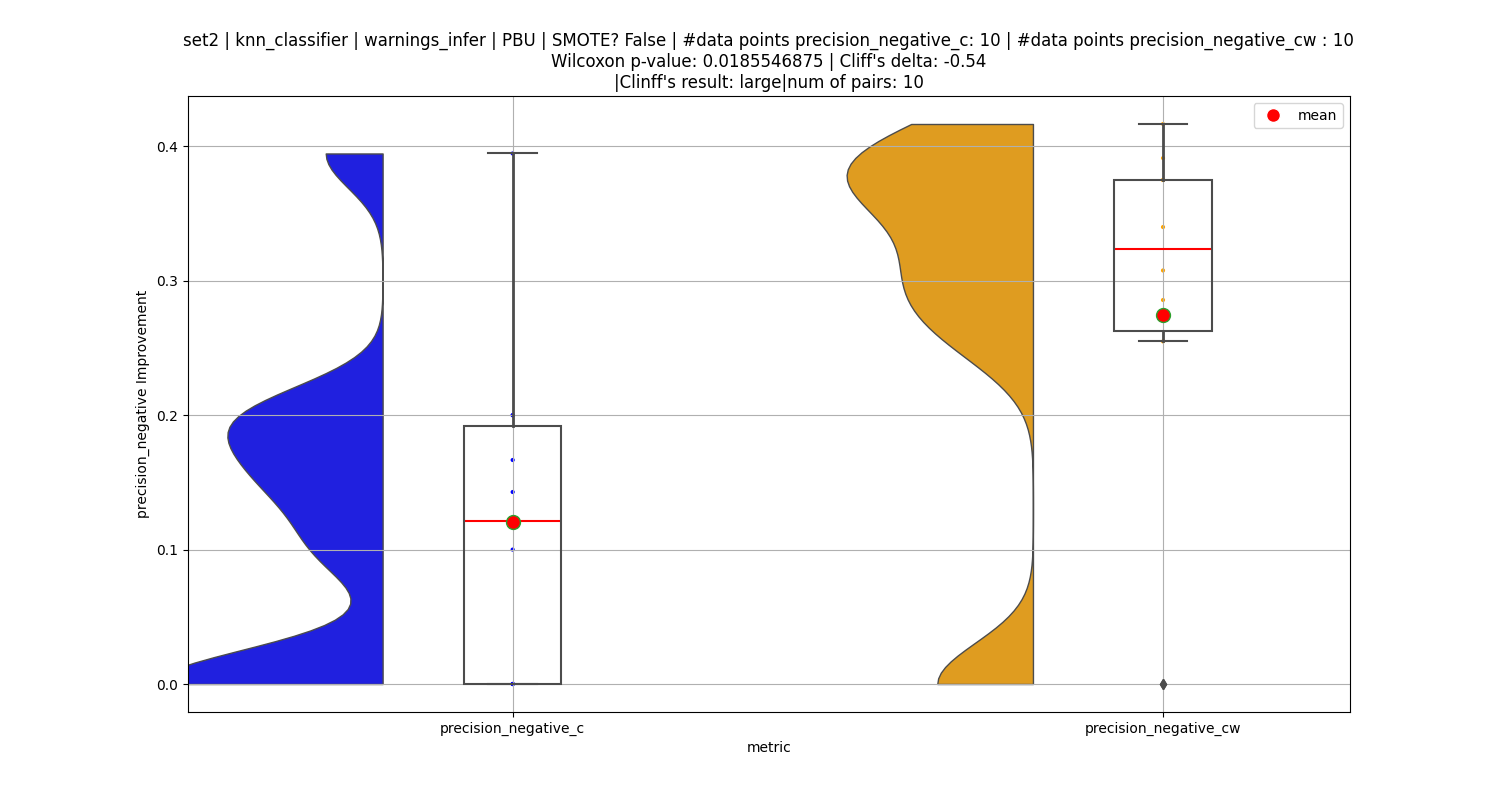 set2 | knn_classifier | warnings_infer | PBU | SMOTE? False | #data points precision_negative_c: 10 | #data points precision_negative_cw : 10
Wilcoxon p-value: 0.0185546875 | Cliff's delta: -0.54
|Clinff's result: large|num of pairs: 10
mean
0.4
0.3
0.2
0.1
0.0
precision_negative Improvement
precision_negative_c
precision_negative_cw
metric